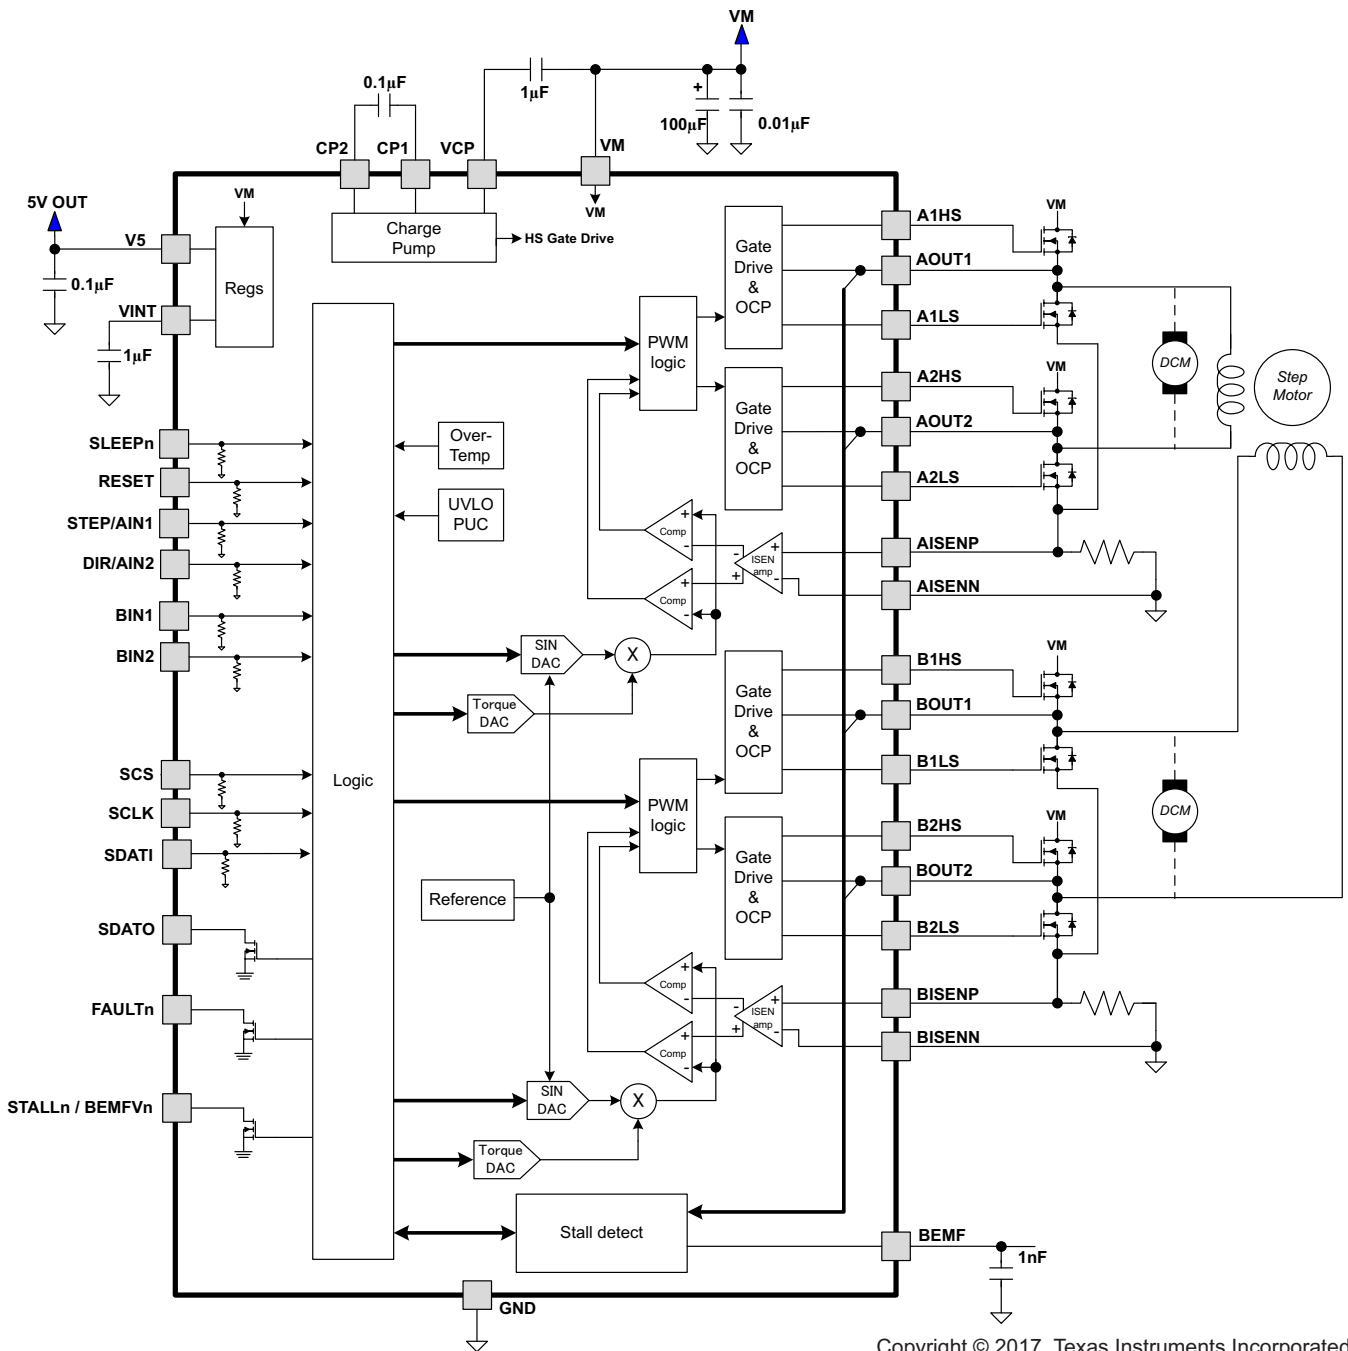 VM
0.1µF
1µF
+
100µF
0.01µF
CP2
CP1
VCP
VM
5V OUT
V5
0.1µF
VINT
1µF
VM
Regs
Charge
Pump
HS Gate Drive
VM
SLEEPn
RESET
STEP/AIN1
DIR/AIN2
BIN1
BIN2
SCS
SCLK
SDATI
SDATO
FAULTn
STALLn / BEMFVn
Logic
Over-
Temp
UVLO
PUC
PWM
logic
Gate
Drive
&
OCP
Gate
Drive
&
OCP
+
Comp
-
+
Comp
-
-
+
+
ISEN
amp
-
SIN
DAC
X
Torque
DAC
Reference
PWM
logic
Gate
Drive
&
OCP
Gate
Drive
&
OCP
+
Comp
-
+
Comp
-
-
+
+
ISEN
amp
-
SIN
DAC
X
Torque
DAC
Stall detect
GND
A1HS
AOUT1
A1LS
A2HS
AOUT2
A2LS
AISENP
AISENN
B1HS
BOUT1
B1LS
B2HS
BOUT2
B2LS
BISENP
BISENN
BEMF
1nF
VM
VM
DCM
Step
Motor
VM
VM
DCM
Copyright © 2017, Texas Instruments Incorporated